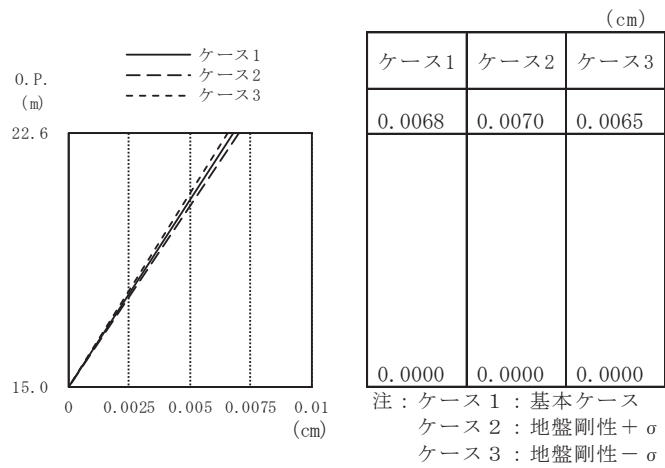 ケース1
ケース2
ケース3
O.P.
(m)
22.6
15.0
0 0.0025 0.005 0.0075 0.01
(cm)
(cm)
ケース1 ケース2 ケース3
0.0068 0.0070 0.0065
0.0000 0.0000 0.0000
注：ケース１：基本ケース
ケース２：地盤剛性＋σ
ケース３：地盤剛性－σ